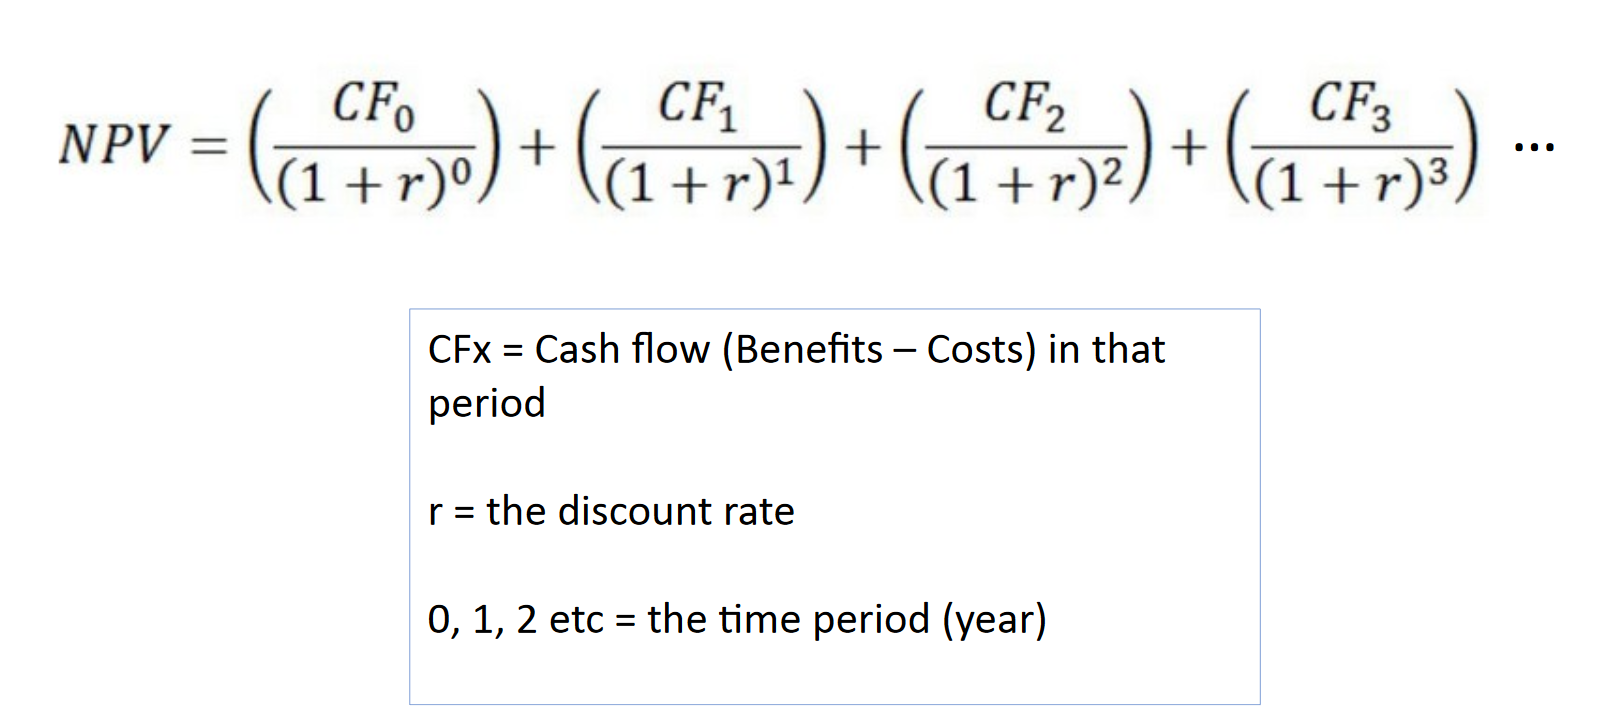 NPV = (CF₀/(1 + r)⁰) + (CF₁/(1 + r)¹) + (CF₂/(1 + r)²) + (CF₃/(1 + r)³) ...
CFx = Cash flow (Benefits – Costs) in that
period
r = the discount rate
0, 1, 2 etc = the time period (year)